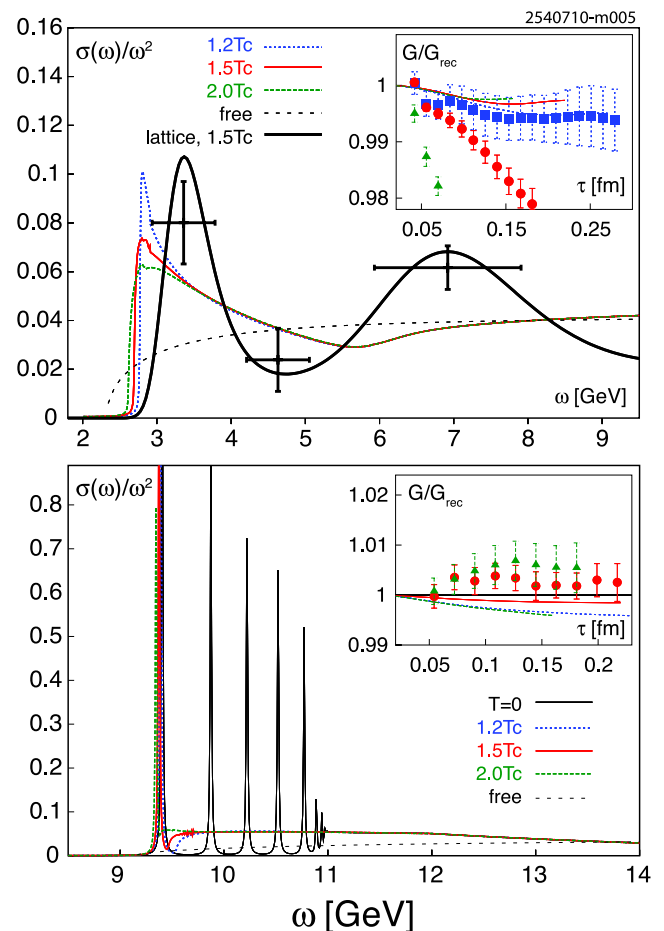 2540710-m005
0.16
0.14
0.12
0.1
0.08
0.06
0.04
0.02
0
σ(ω)/ω²
1.2Tc
1.5Tc
2.0Tc
free
lattice, 1.5Tc
G/G_rec
1
0.99
0.98
0.05
0.15
0.25
τ [fm]
ω [GeV]
2
3
4
5
6
7
8
9
0.8
0.7
0.6
0.5
0.4
0.3
0.2
0.1
0
σ(ω)/ω²
G/G_rec
1.02
1.01
1
0.99
τ [fm]
0.05
0.1
0.15
0.2
T=0
1.2Tc
1.5Tc
2.0Tc
free
9
10
11
12
13
14
ω [GeV]